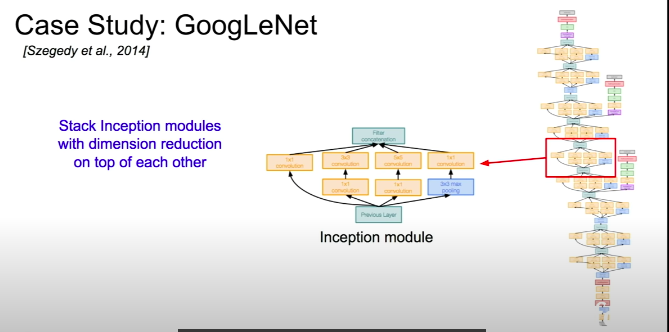 Case Study: GoogLeNet
[Szegedy et al., 2014]
Stack Inception modules
with dimension reduction
on top of each other
Filter
concatenation
1x1
convolution
3x3
convolution
5x5
convolution
1x1
convolution
1x1
convolution
1x1
convolution
3x3 max
pooling
Previous Layer
Inception module